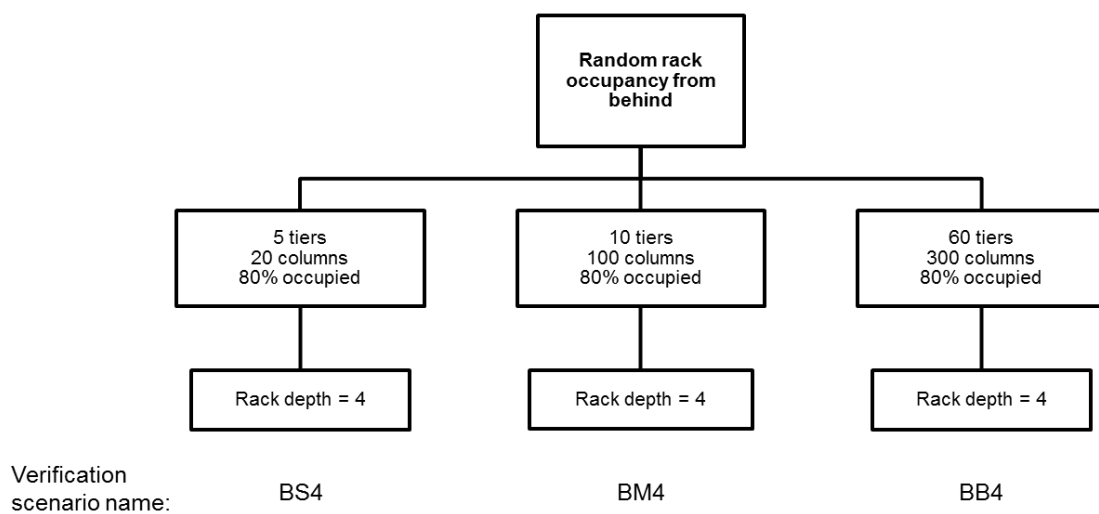 Random rack
occupancy from
behind
5 tiers
20 columns
80% occupied
10 tiers
100 columns
80% occupied
60 tiers
300 columns
80% occupied
Rack depth = 4
Rack depth = 4
Rack depth = 4
Verification
scenario name:
BS4
BM4
BB4